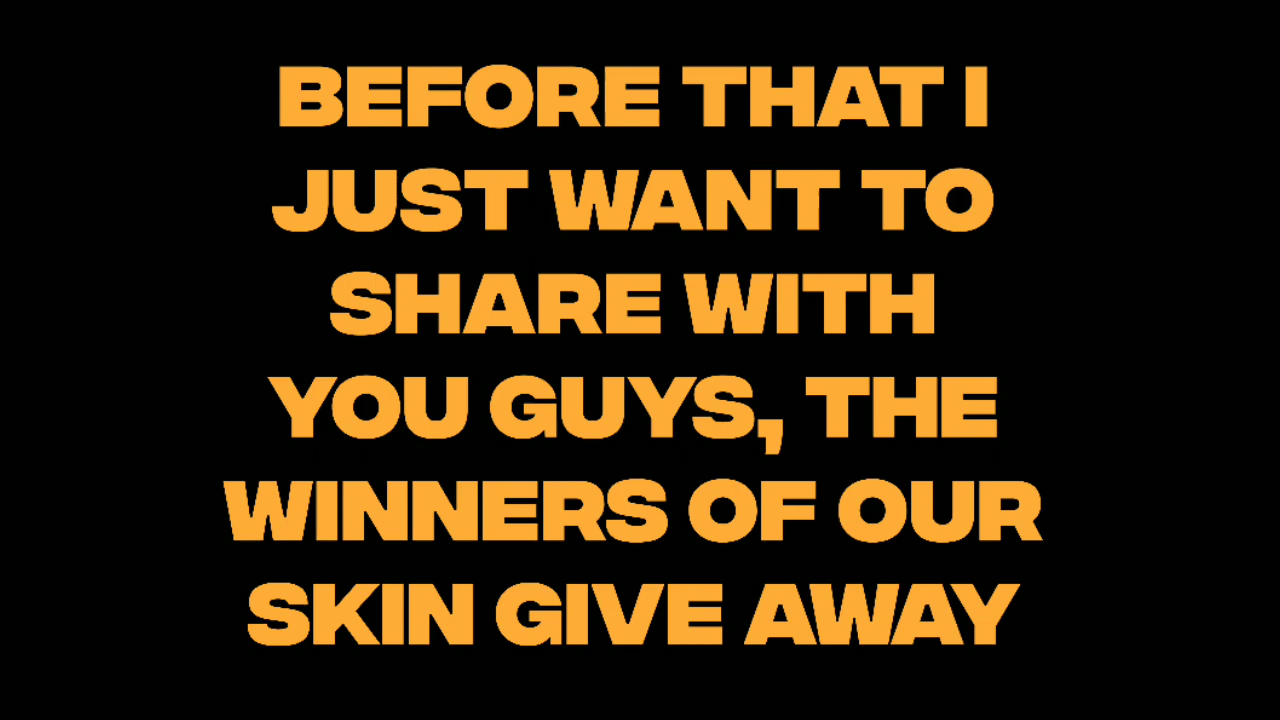 BEFORE THAT I
JUST WANT TO
SHARE WITH
YOU GUYS, THE
WINNERS OF OUR
SKIN GIVE AWAY